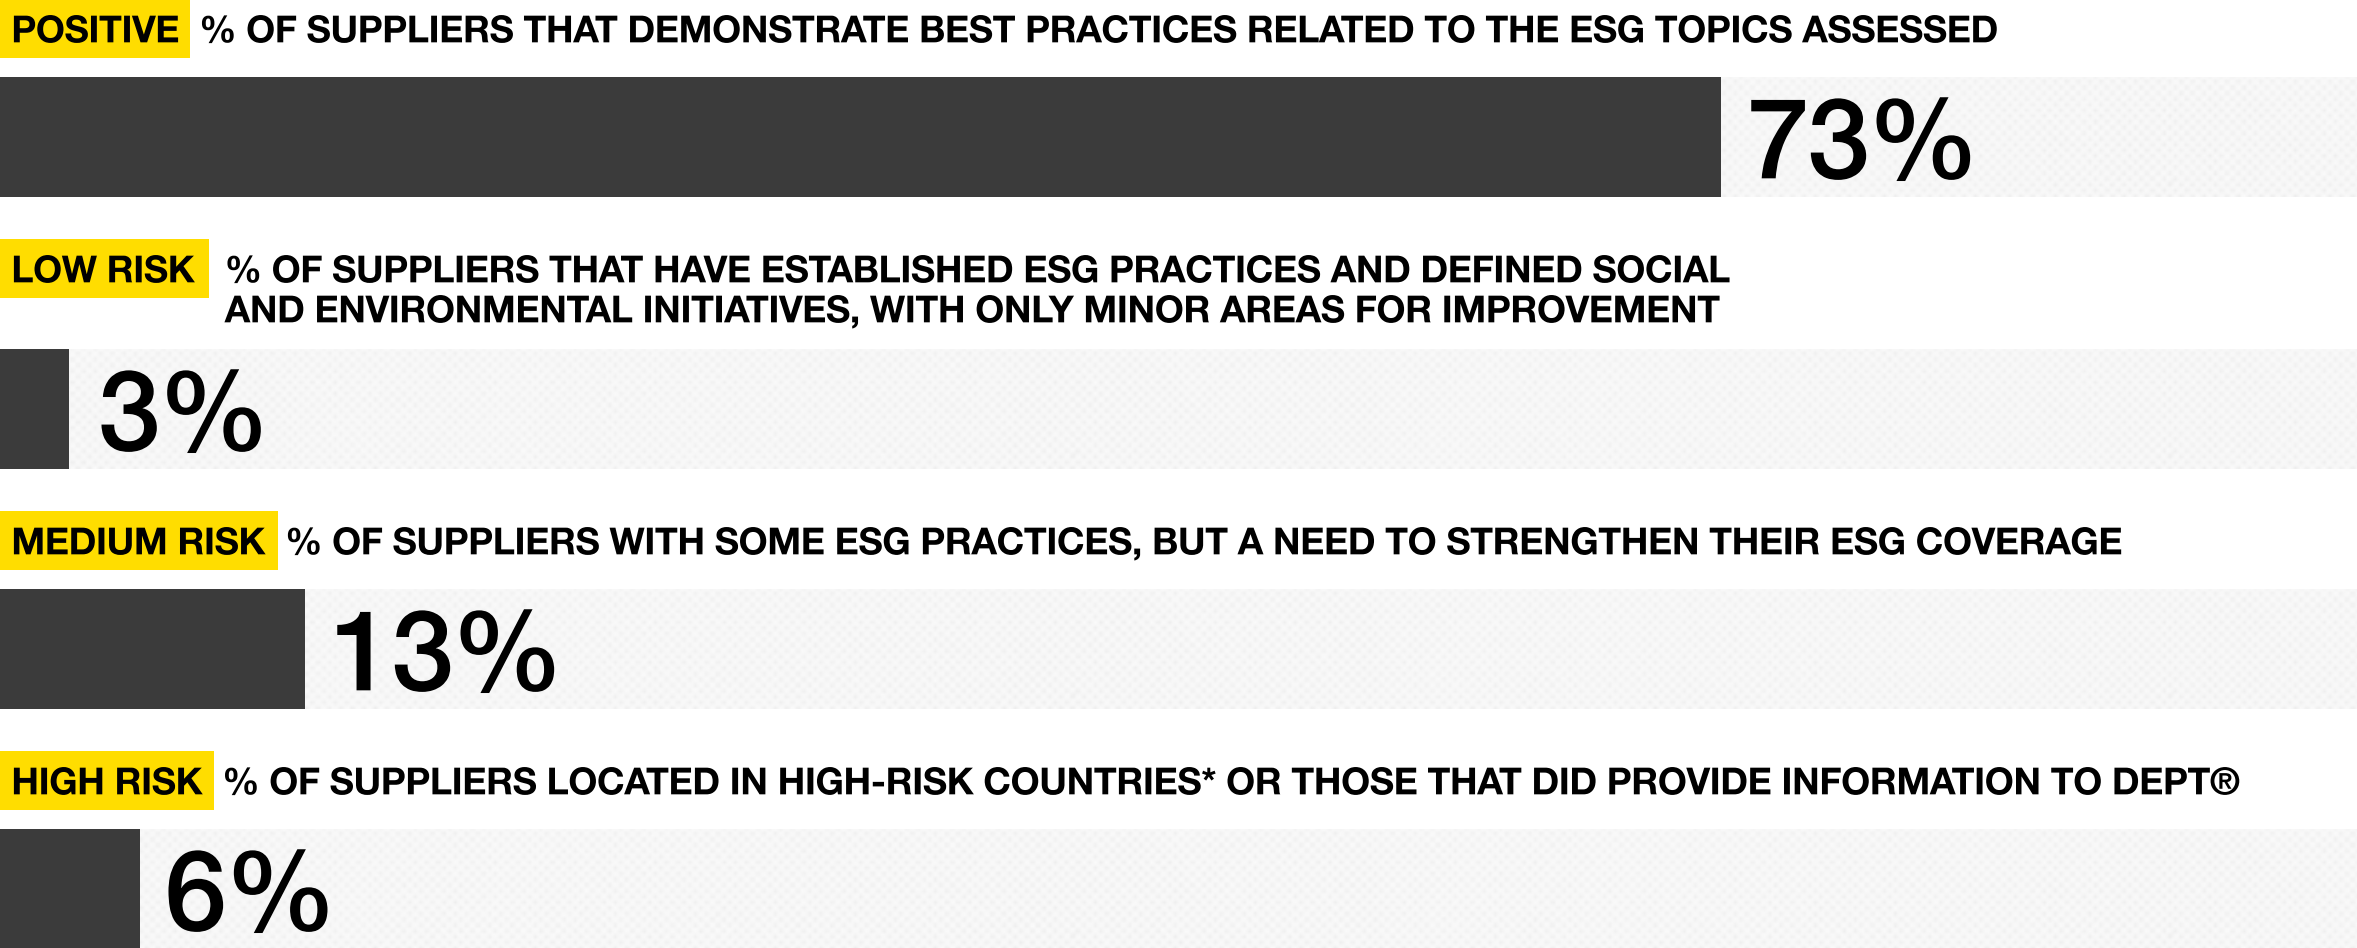 POSITIVE % OF SUPPLIERS THAT DEMONSTRATE BEST PRACTICES RELATED TO THE ESG TOPICS ASSESSED
73%
LOW RISK % OF SUPPLIERS THAT HAVE ESTABLISHED ESG PRACTICES AND DEFINED SOCIAL
AND ENVIRONMENTAL INITIATIVES, WITH ONLY MINOR AREAS FOR IMPROVEMENT
3%
MEDIUM RISK % OF SUPPLIERS WITH SOME ESG PRACTICES, BUT A NEED TO STRENGTHEN THEIR ESG COVERAGE
13%
HIGH RISK % OF SUPPLIERS LOCATED IN HIGH-RISK COUNTRIES* OR THOSE THAT DID PROVIDE INFORMATION TO DEPT®
6%